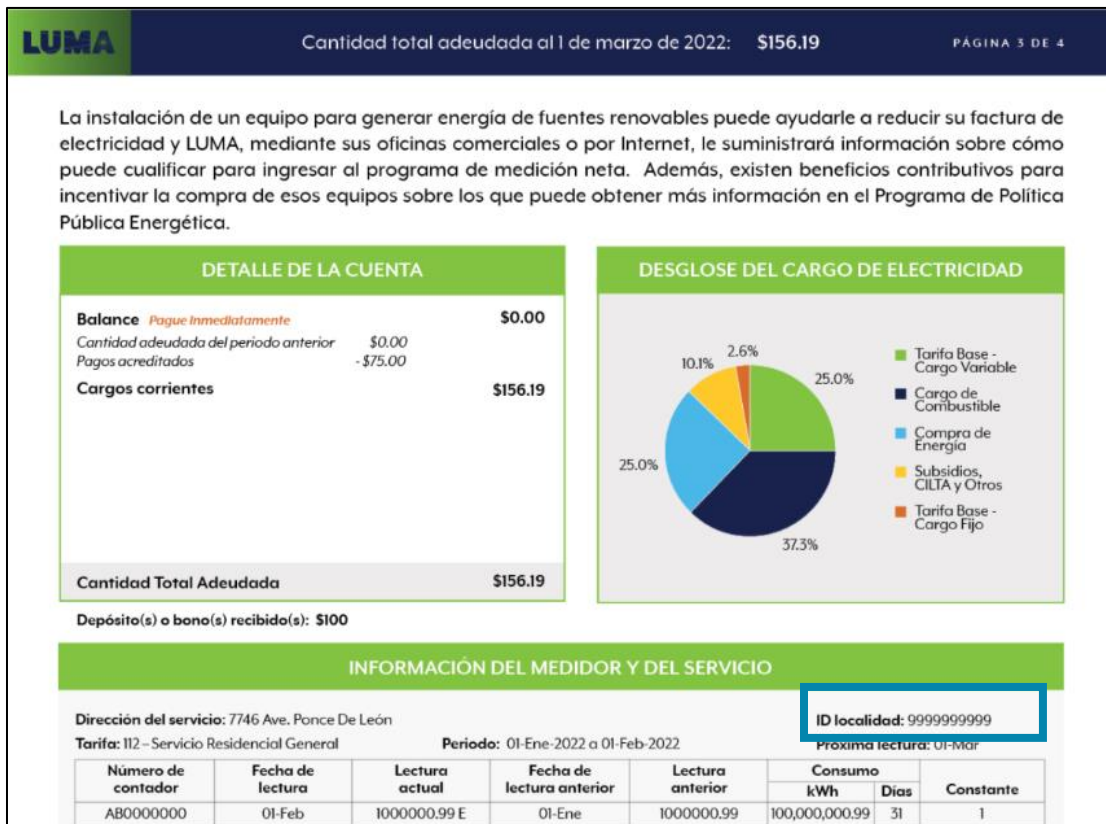 LUMA
Cantidad total adeudada al 1 de marzo de 2022: $156.19
PÁGINA 3 DE 4
La instalación de un equipo para generar energía de fuentes renovables puede ayudarle a reducir su factura de
electricidad y LUMA, mediante sus oficinas comerciales o por Internet, le suministrará información sobre cómo
puede cualificar para ingresar al programa de medición neta. Además, existen beneficios contributivos para
incentivar la compra de esos equipos sobre los que puede obtener más información en el Programa de Política
Pública Energética.
DETALLE DE LA CUENTA
Balance Pague Inmediatamente $0.00
Cantidad adeudada del periodo anterior $0.00
Pagos acreditados - $75.00
Cargos corrientes $156.19
Cantidad Total Adeudada $156.19
Depósito(s) o bono(s) recibido(s): $100
DESGLOSE DEL CARGO DE ELECTRICIDAD
2.6%
10.1%
25.0%
25.0%
37.3%
Tarifa Base -
Cargo Variable
Cargo de
Combustible
Compra de
Energía
Subsidios,
CILTA y Otros
Tarifa Base -
Cargo Fijo
INFORMACIÓN DEL MEDIDOR Y DEL SERVICIO
Dirección del servicio: 7746 Ave. Ponce De León
ID localidad: 9999999999
Tarifa: 112 – Servicio Residencial General
Periodo: 01-Ene-2022 a 01-Feb-2022
Próxima lectura: 01-Mar
Número de contador
Fecha de lectura
Lectura actual
Fecha de lectura anterior
Lectura anterior
Consumo
kWh
Días
Constante
AB0000000 01-Feb 1000000.99 E 01-Ene 1000000.99 100,000,000.99 31 1